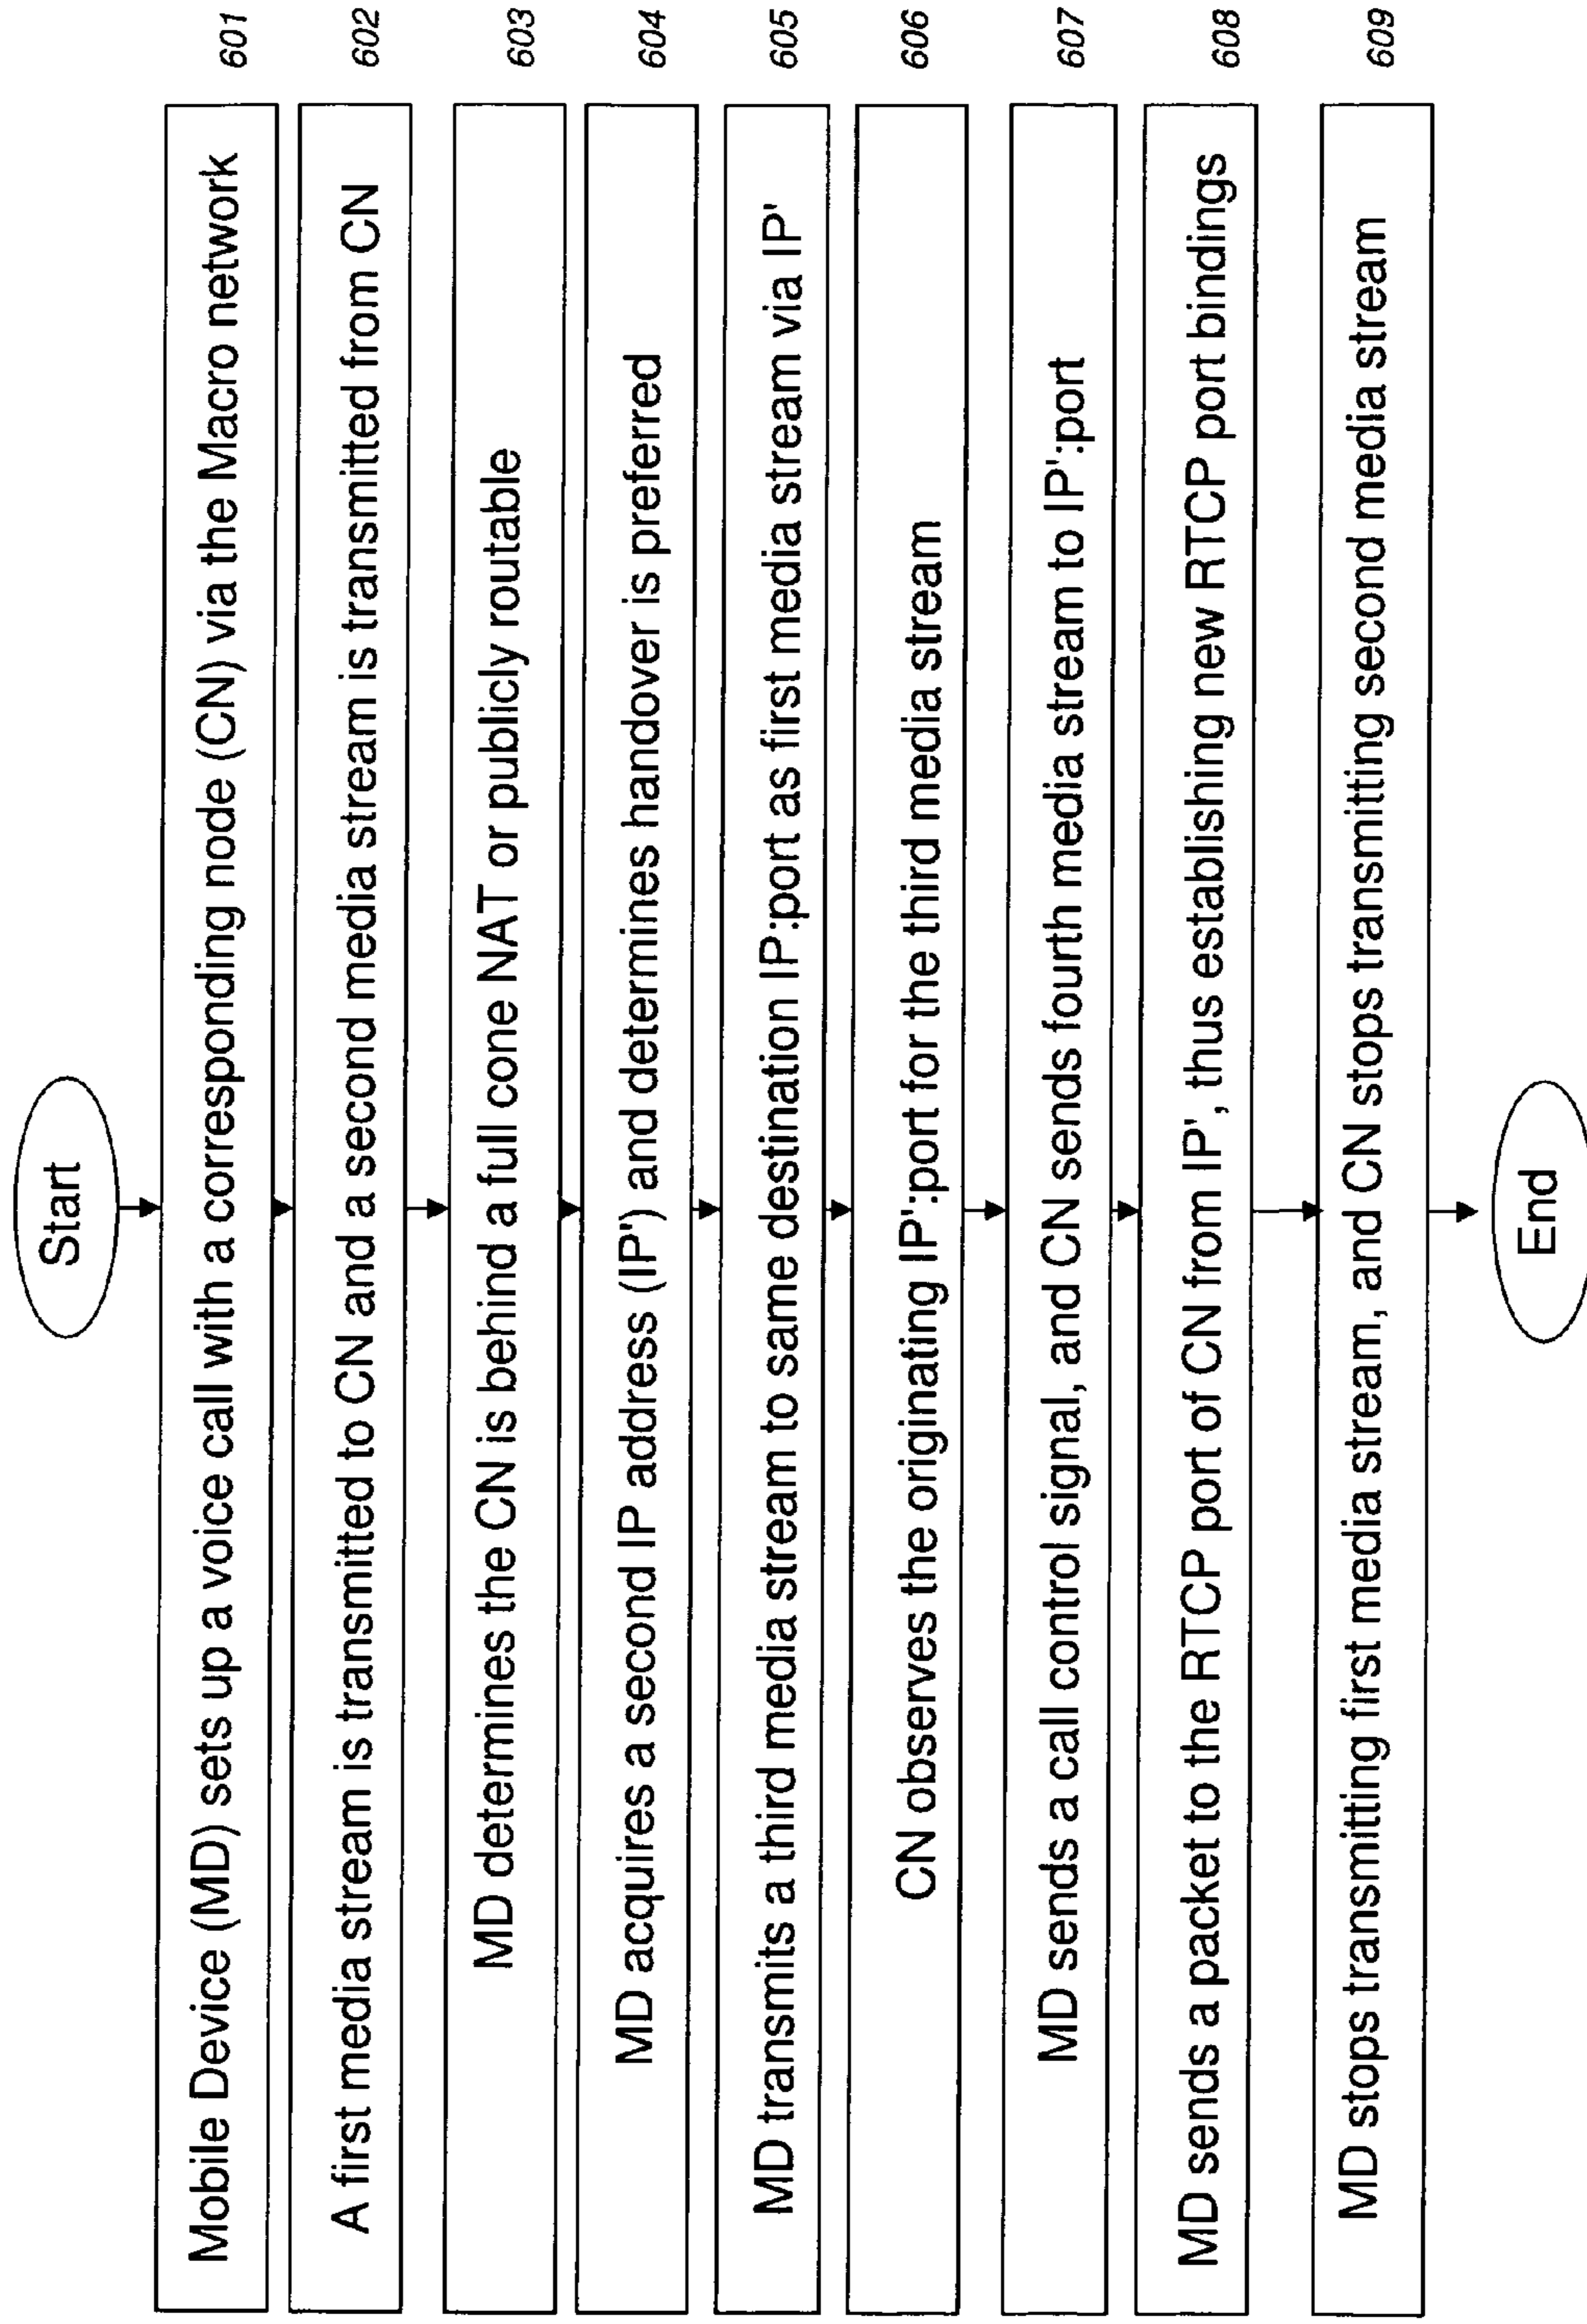 Start
Mobile Device (MD) sets up a voice call with a corresponding node (CN) via the Macro network 601
A first media stream is transmitted to CN and a second media stream is transmitted from CN 602
MD determines the CN is behind a full cone NAT or publicly routable 603
MD acquires a second IP address (IP') and determines handover is preferred 604
MD transmits a third media stream to same destination IP:port as first media stream via IP' 605
CN observes the originating IP':port for the third media stream 606
MD sends a call control signal, and CN sends fourth media stream to IP':port 607
MD sends a packet to the RTCP port of CN from IP', thus establishing new RTCP port bindings 608
MD stops transmitting first media stream, and CN stops transmitting second media stream 609
End